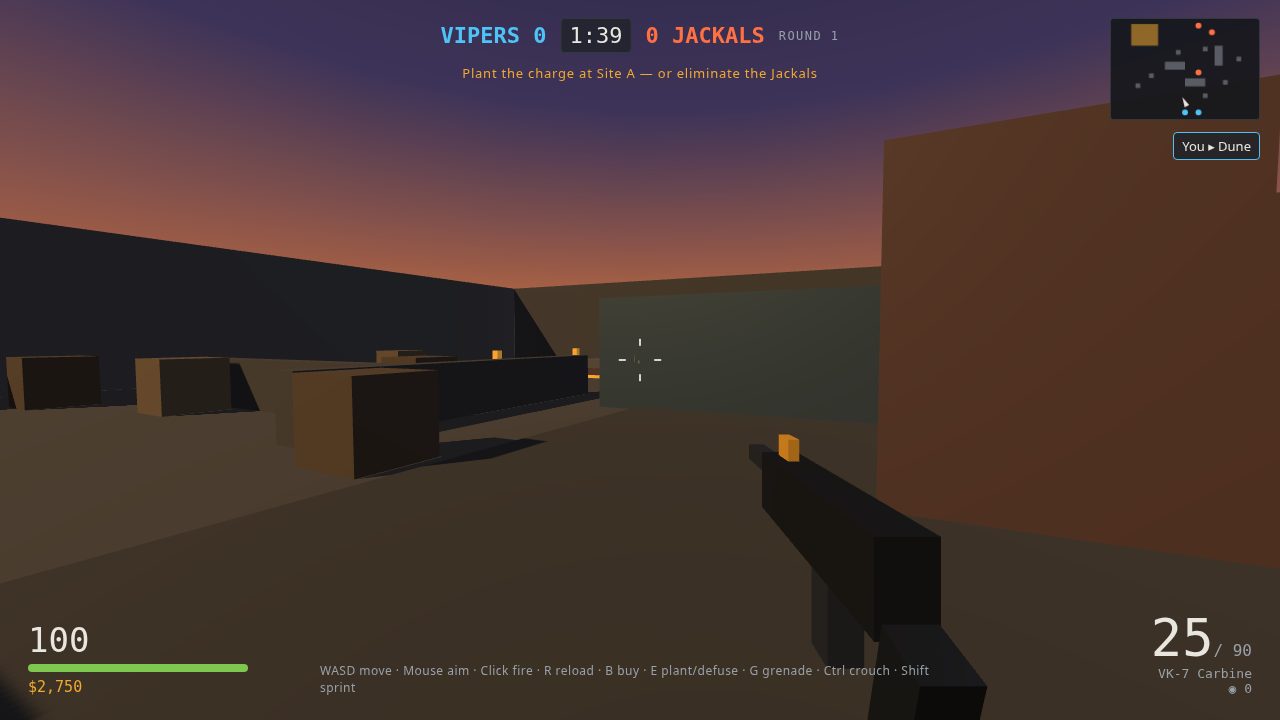 VIPERS 0 1:39 0 JACKALS ROUND 1
Plant the charge at Site A — or eliminate the Jackals
You ▸ Dune
100
$2,750
WASD move · Mouse aim · Click fire · R reload · B buy · E plant/defuse · G grenade · Ctrl crouch · Shift
sprint
25 / 90
VK-7 Carbine
◉ 0